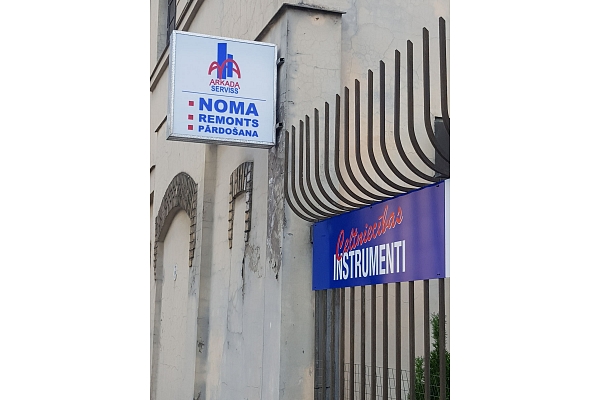 ARKADA
SERVISS
NOMA
REMONTS
PĀRDOŠANA
Celtniecības
INSTRUMENTI